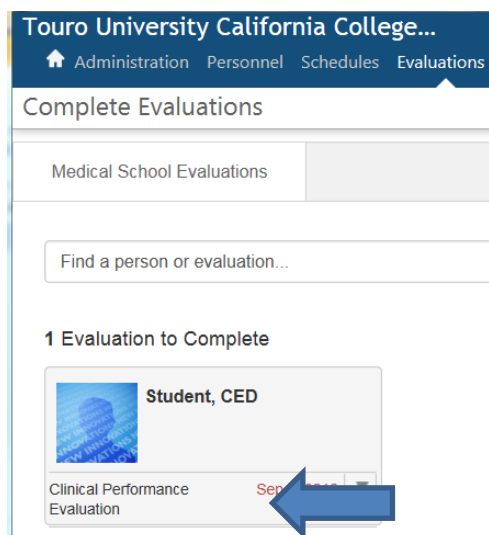 Touro University California College...
Administration Personnel Schedules Evaluations
Complete Evaluations
Medical School Evaluations
Find a person or evaluation...
1 Evaluation to Complete
Student, CED
Clinical Performance
Evaluation